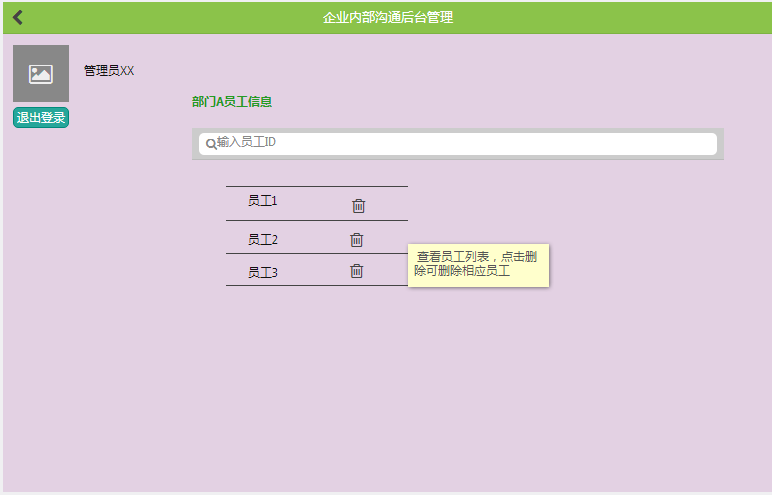 企业内部沟通后台管理
管理员XX
部门A员工信息
退出登录
输入员工ID
员工1
员工2
查看员工列表，点击删
除可删除相应员工
员工3